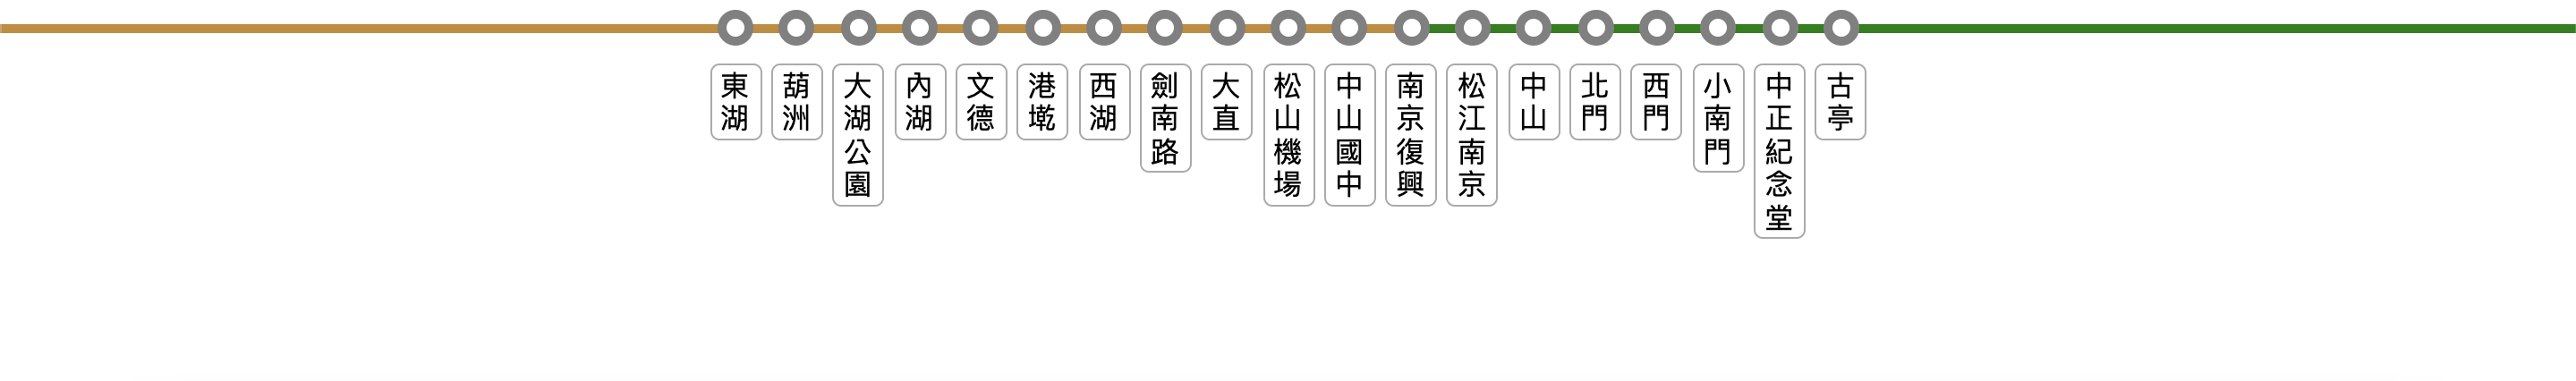 東湖
葫洲
大湖公園
內湖
文德
港墘
西湖
劍南路
大直
松山機場
中山國中
南京復興
松江南京
中山
北門
西門
小南門
中正紀念堂
古亭